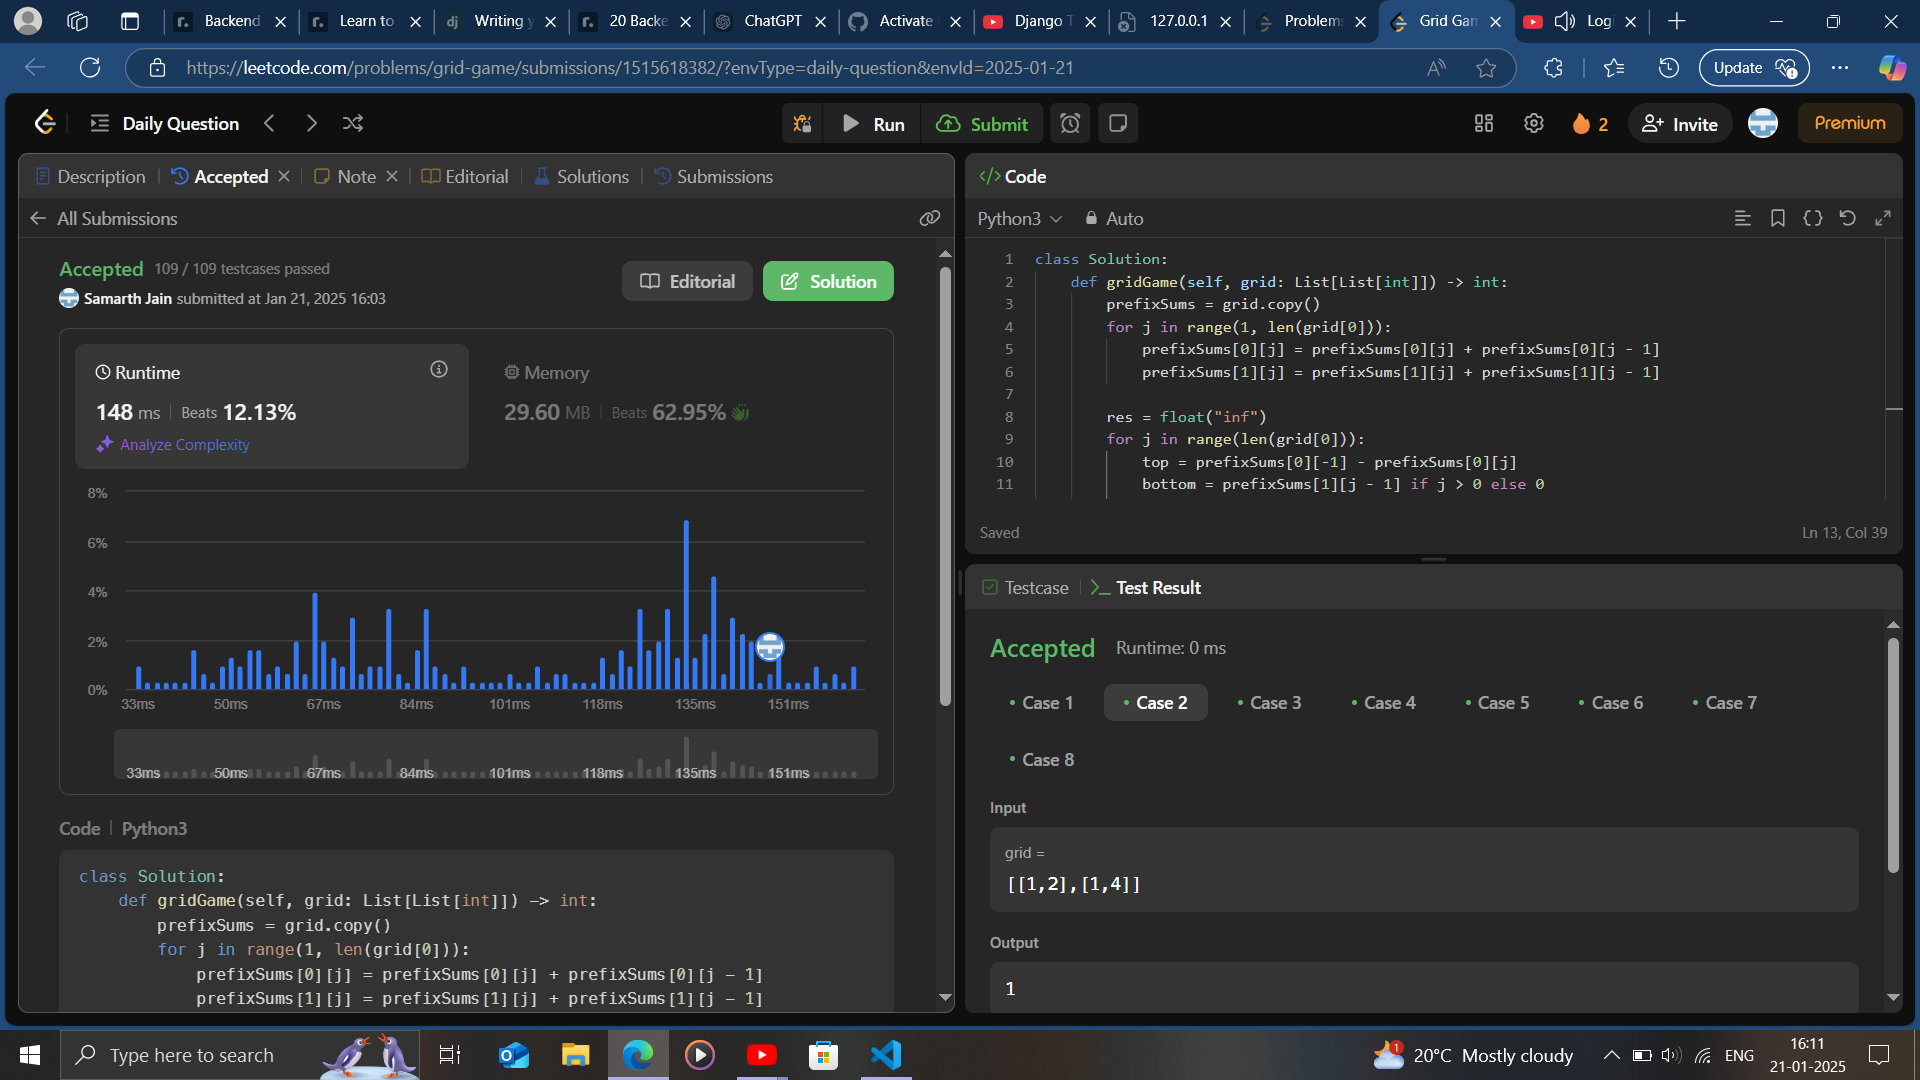 Backend
Learn to
Writing y
20 Backe
ChatGPT
Activate
Django T
127.0.0.1
Problem
Grid Gam
Logi
https://leetcode.com/problems/grid-game/submissions/1515618382/?envType=daily-question&envId=2025-01-21
Update
Daily Question
Run
Submit
2
Invite
Premium
Description
Accepted
Note
Editorial
Solutions
Submissions
All Submissions
Accepted 109 / 109 testcases passed
Samarth Jain submitted at Jan 21, 2025 16:03
Editorial
Solution
Runtime
148 ms Beats 12.13%
Analyze Complexity
Memory
29.60 MB Beats 62.95%
8%
6%
4%
2%
0%
33ms 50ms 67ms 84ms 101ms 118ms 135ms 151ms
33ms 50ms 67ms 84ms 101ms 118ms 135ms 151ms
Code | Python3
class Solution:
def gridGame(self, grid: List[List[int]]) -> int:
prefixSums = grid.copy()
for j in range(1, len(grid[0])):
prefixSums[0][j] = prefixSums[0][j] + prefixSums[0][j - 1]
prefixSums[1][j] = prefixSums[1][j] + prefixSums[1][j - 1]
</> Code
Python3 Auto
1 class Solution:
2 def gridGame(self, grid: List[List[int]]) -> int:
3 prefixSums = grid.copy()
4 for j in range(1, len(grid[0])):
5 prefixSums[0][j] = prefixSums[0][j] + prefixSums[0][j - 1]
6 prefixSums[1][j] = prefixSums[1][j] + prefixSums[1][j - 1]
7
8 res = float("inf")
9 for j in range(len(grid[0])):
10 top = prefixSums[0][-1] - prefixSums[0][j]
11 bottom = prefixSums[1][j - 1] if j > 0 else 0
Saved
Ln 13, Col 39
Testcase
>_ Test Result
Accepted Runtime: 0 ms
• Case 1 • Case 2 • Case 3 • Case 4 • Case 5 • Case 6 • Case 7
• Case 8
Input
grid =
[[1,2],[1,4]]
Output
1
Type here to search
1
20°C Mostly cloudy
ENG
16:11
21-01-2025